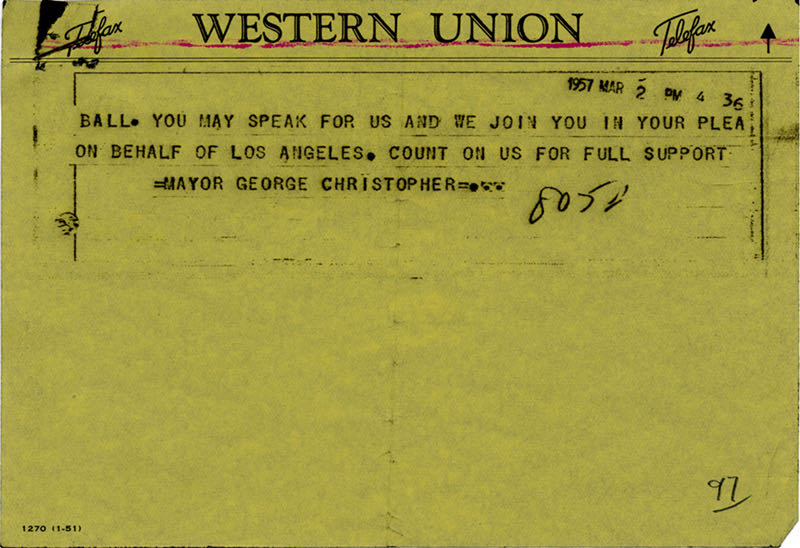 Telefax WESTERN UNION Telefax
1957 MAR 2 PM 4 36
BALL. YOU MAY SPEAK FOR US AND WE JOIN YOU IN YOUR PLEA
ON BEHALF OF LOS ANGELES. COUNT ON US FOR FULL SUPPORT
=MAYOR GEORGE CHRISTOPHER=.
805
97
1270 (1-51)